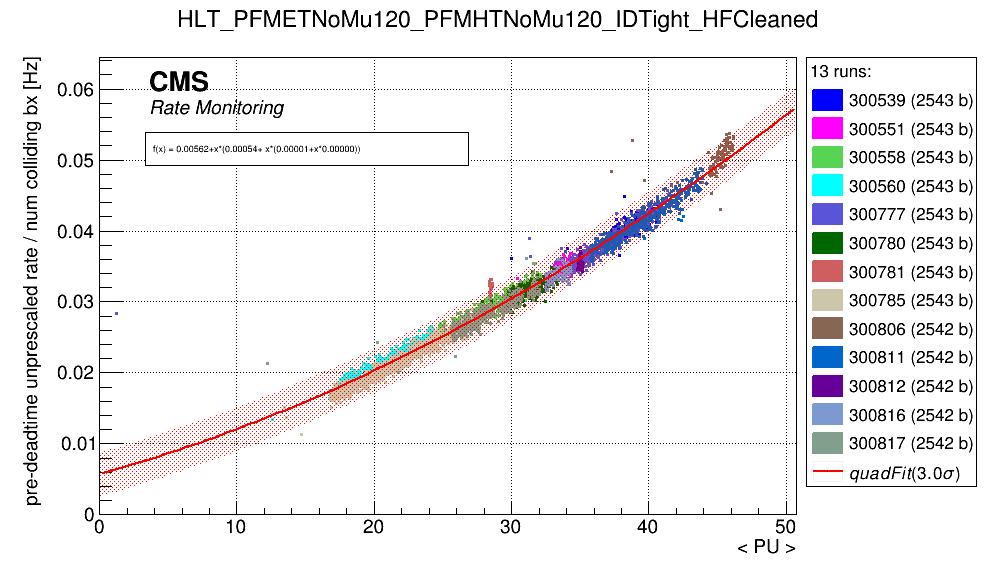 HLT_PFMETNoMu120_PFMHTNoMu120_IDTight_HFCleaned
pre-deadtime unprescaled rate / num colliding bx [Hz]
CMS
Rate Monitoring
f(x) = 0.00562+x*(0.00054+ x*(0.00001+x*0.00000))
0.06
0.05
0.04
0.03
0.02
0.01
0
0 10 20 30 40 50
< PU >
13 runs:
300539 (2543 b)
300551 (2543 b)
300558 (2543 b)
300560 (2543 b)
300777 (2543 b)
300780 (2543 b)
300781 (2543 b)
300785 (2543 b)
300806 (2542 b)
300811 (2542 b)
300812 (2542 b)
300816 (2542 b)
300817 (2542 b)
quadFit(3.0σ)